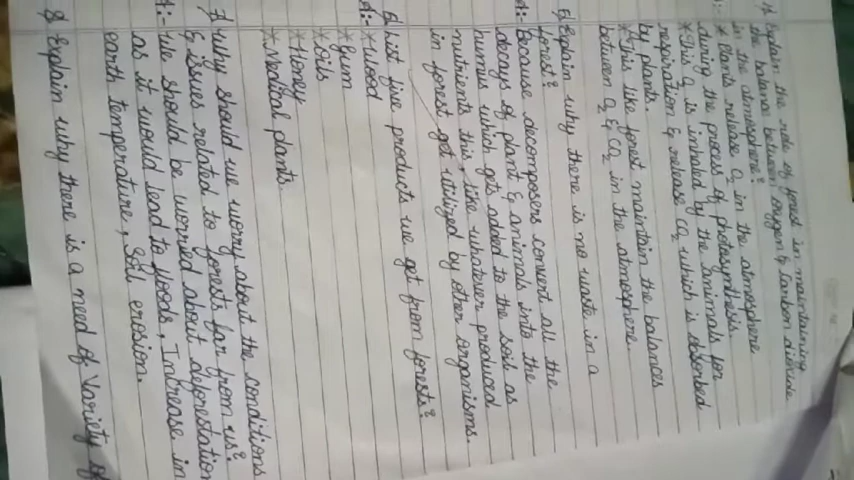 Explain the role of forest in maintaining
the balance between oxygen & Carbon dioxide
in the atmosphere?
* Plants release O2 in the atmosphere
during the process of photosynthesis.
* This O2 is inhaled by the animals for
respiration & release CO2 which is absorbed
by plants.
* This like forest maintain the balances
between O2 & CO2 in the atmosphere.
Explain why there is no waste in a
forest?
A:- Because decomposers convert all the
decays of plant & animals into the
humus which gets added to the soil as
nutrients this, like whatever produced
in forest get utilized by other organisms.
List five products we get from forests?
A:- * Wood
* Gum
* Oils
* Honey
* Medical plants.
7) Why should we worry about the conditions
& issues related to forests far from us?
A:- We should be worried about deforestation
as it would lead to floods, Increase in
earth temperature, Soil erosion.
8) Explain why there is a need of Variety of